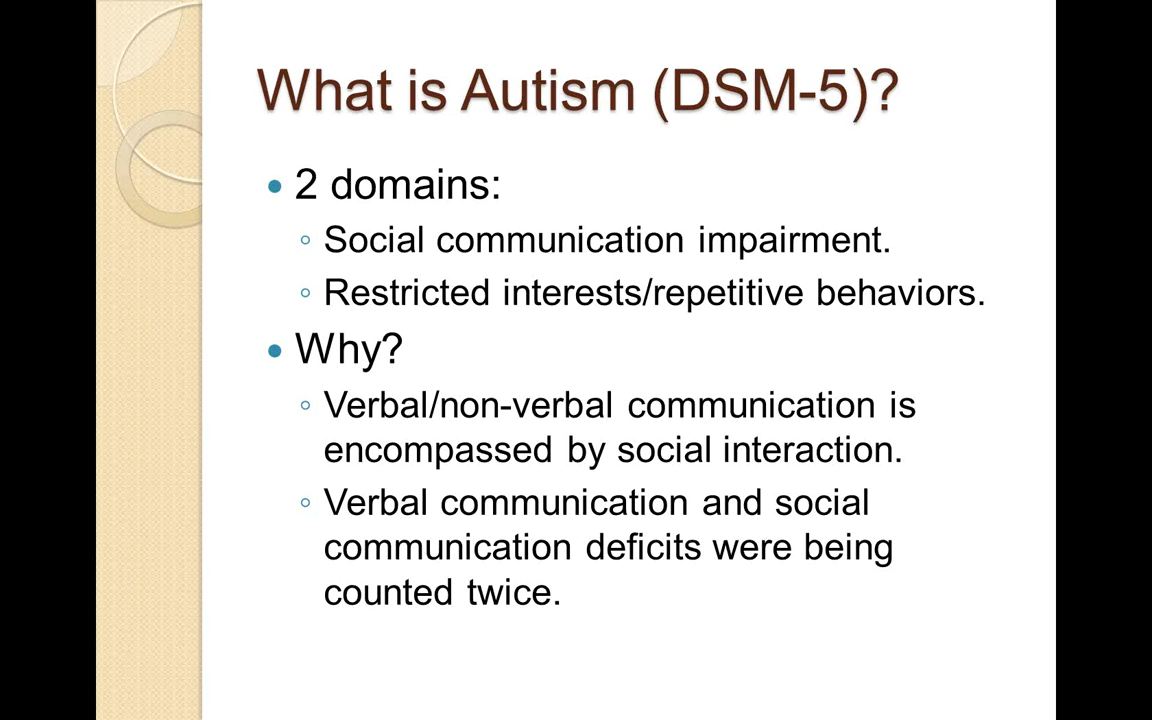 What is Autism (DSM-5)?
• 2 domains:
◦ Social communication impairment.
◦ Restricted interests/repetitive behaviors.
• Why?
◦ Verbal/non-verbal communication is
encompassed by social interaction.
◦ Verbal communication and social
communication deficits were being
counted twice.